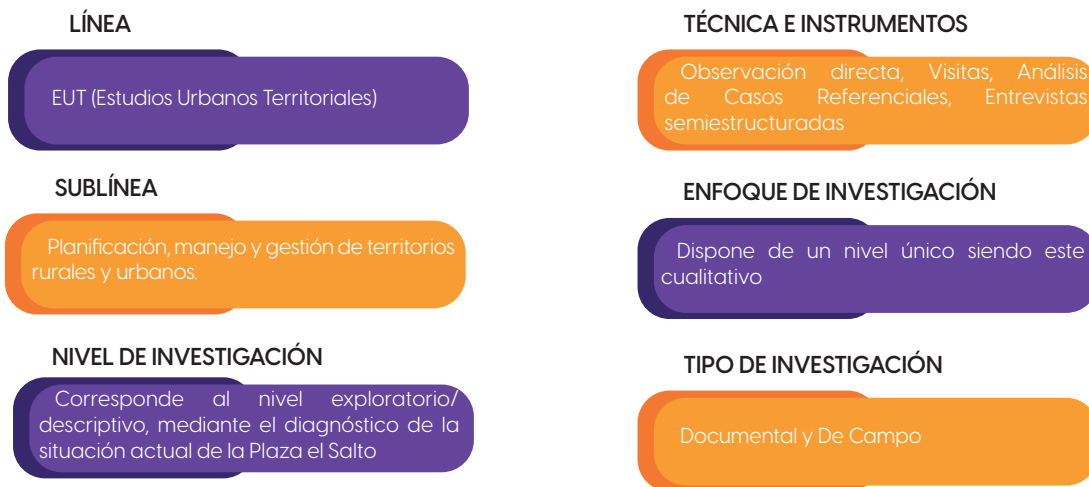 LÍNEA
EUT (Estudios Urbanos Territoriales)
SUBLÍNEA
Planificación, manejo y gestión de territorios
rurales y urbanos.
NIVEL DE INVESTIGACIÓN
Corresponde al nivel exploratorio/
descriptivo, mediante el diagnóstico de la
situación actual de la Plaza el Salto
TÉCNICA E INSTRUMENTOS
Observación directa, Visitas, Análisis
de Casos Referenciales, Entrevistas
semiestructuradas
ENFOQUE DE INVESTIGACIÓN
Dispone de un nivel único siendo este
cualitativo
TIPO DE INVESTIGACIÓN
Documental y De Campo